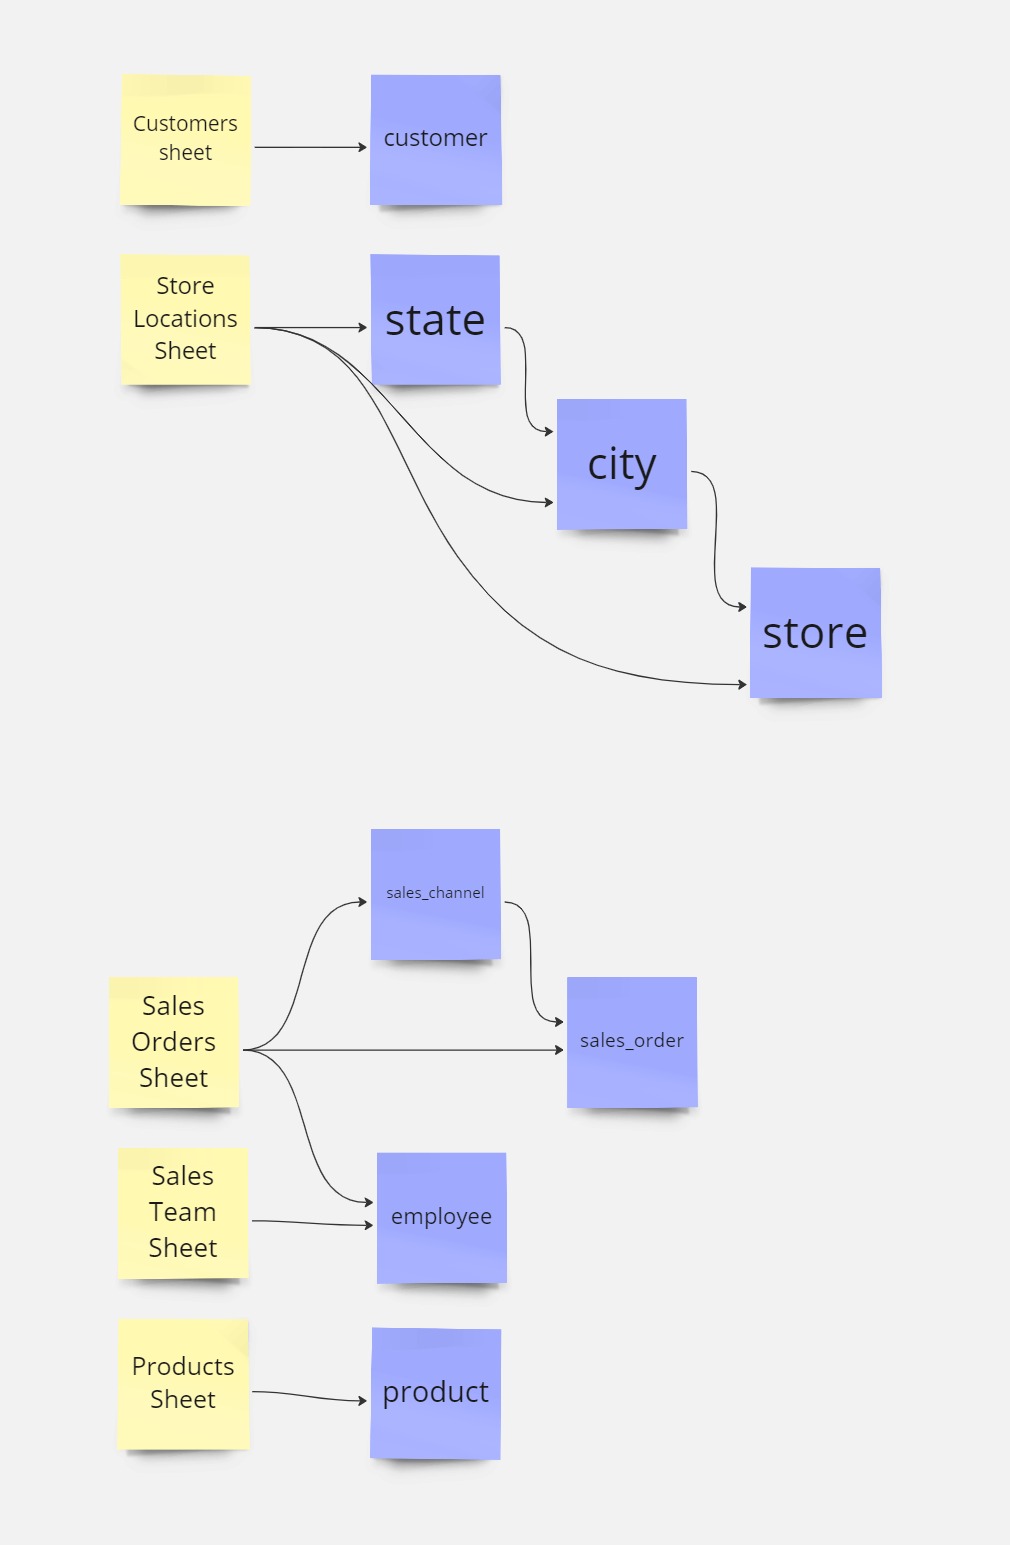 Customers
sheet
customer
Store
Locations
Sheet
state
city
store
sales_channel
Sales
Orders
Sheet
sales_order
Sales
Team
Sheet
employee
Products
Sheet
product